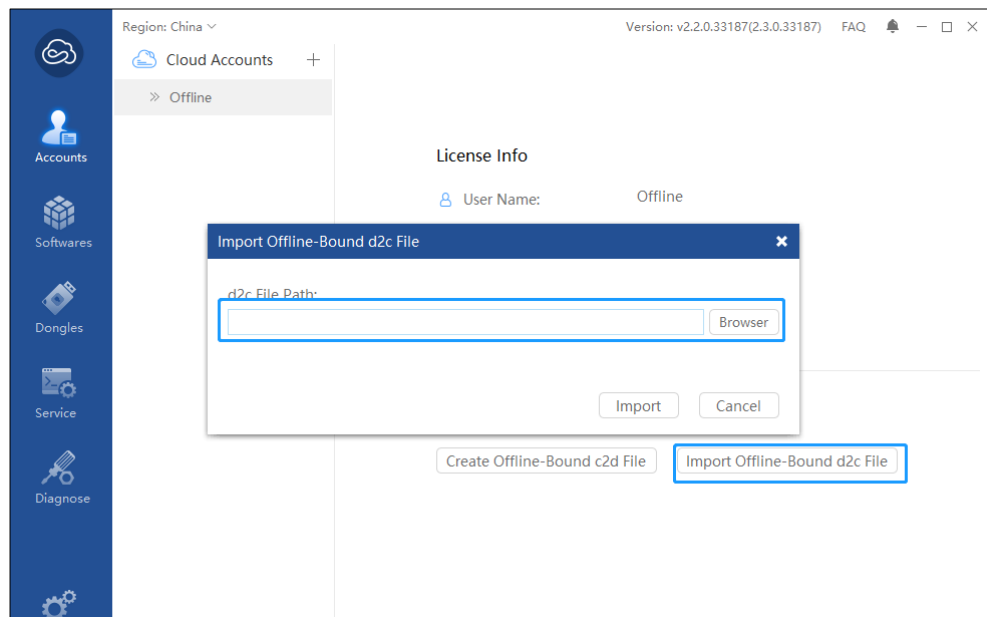 Region: China
Version: v2.2.0.33187(2.3.0.33187) FAQ
Cloud Accounts
Offline
Accounts
Softwares
Dongles
Service
Diagnose
License Info
User Name: Offline
Import Offline-Bound d2c File
d2c File Path:
Browser
Import Cancel
Create Offline-Bound c2d File Import Offline-Bound d2c File